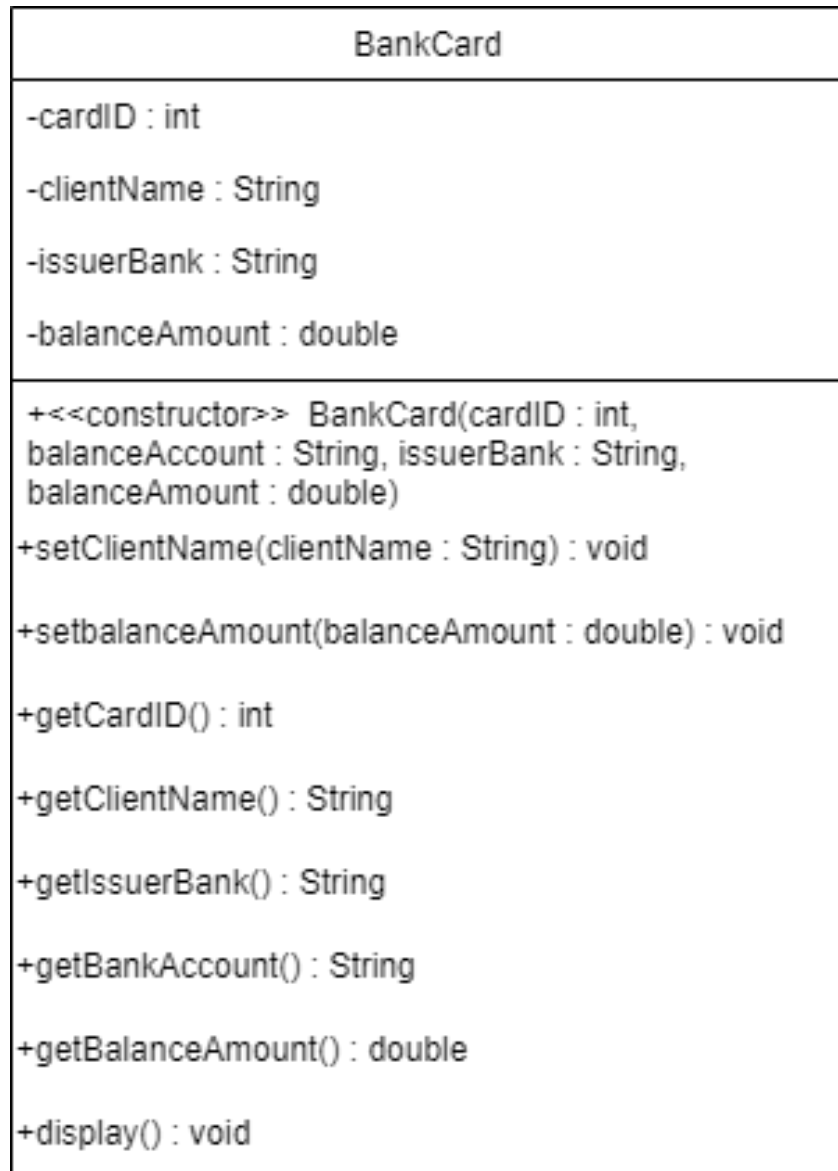 BankCard
-cardID : int
-clientName : String
-issuerBank : String
-balanceAmount : double
+<<constructor>> BankCard(cardID : int,
balanceAccount : String, issuerBank : String,
balanceAmount : double)
+setClientName(clientName : String) : void
+setbalanceAmount(balanceAmount : double) : void
+getCardID() : int
+getClientName() : String
+getIssuerBank() : String
+getBankAccount() : String
+getBalanceAmount() : double
+display() : void